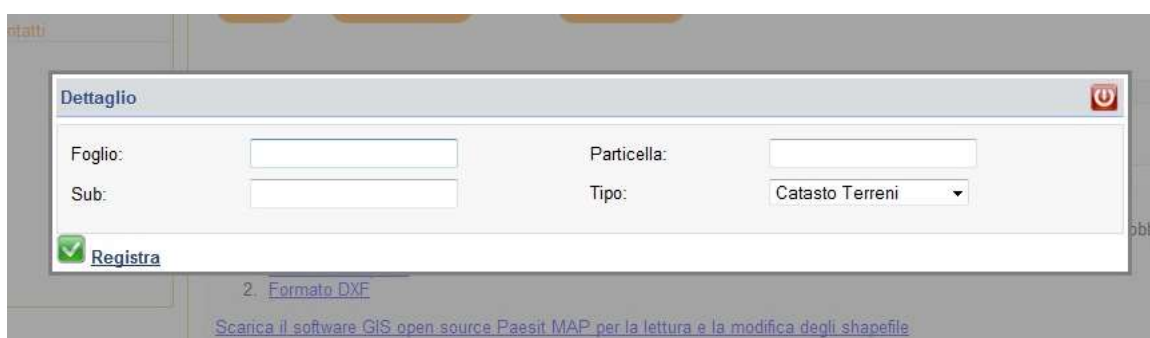 ntatti
Dettaglio
Foglio:
Particella:
Sub:
Tipo:
Catasto Terreni
Registra
2. Formato DXF
Scarica il software GIS open source Paesit MAP per la lettura e la modifica degli shapefile